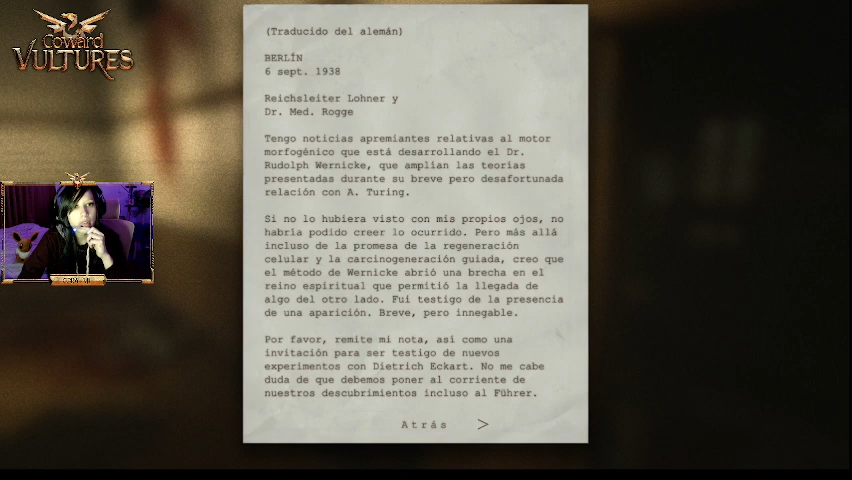 Coward
VULTURES
(Traducido del alemán)
BERLÍN
6 sept. 1938
Reichsleiter Lohner y
Dr. Med. Rogge
Tengo noticias apremiantes relativas al motor
morfogénico que está desarrollando el Dr.
Rudolph Wernicke, que amplían las teorías
presentadas durante su breve pero desafortunada
relación con A. Turing.
Si no lo hubiera visto con mis propios ojos, no
habría podido creer lo ocurrido. Pero más allá
incluso de la promesa de la regeneración
celular y la carcinogeneración guiada, creo que
el método de Wernicke abrió una brecha en el
reino espiritual que permitió la llegada de
algo del otro lado. Fui testigo de la presencia
de una aparición. Breve, pero innegable.
Por favor, remite mi nota, así como una
invitación para ser testigo de nuevos
experimentos con Dietrich Eckart. No me cabe
duda de que debemos poner al corriente de
nuestros descubrimientos incluso al Führer.
Atrás >